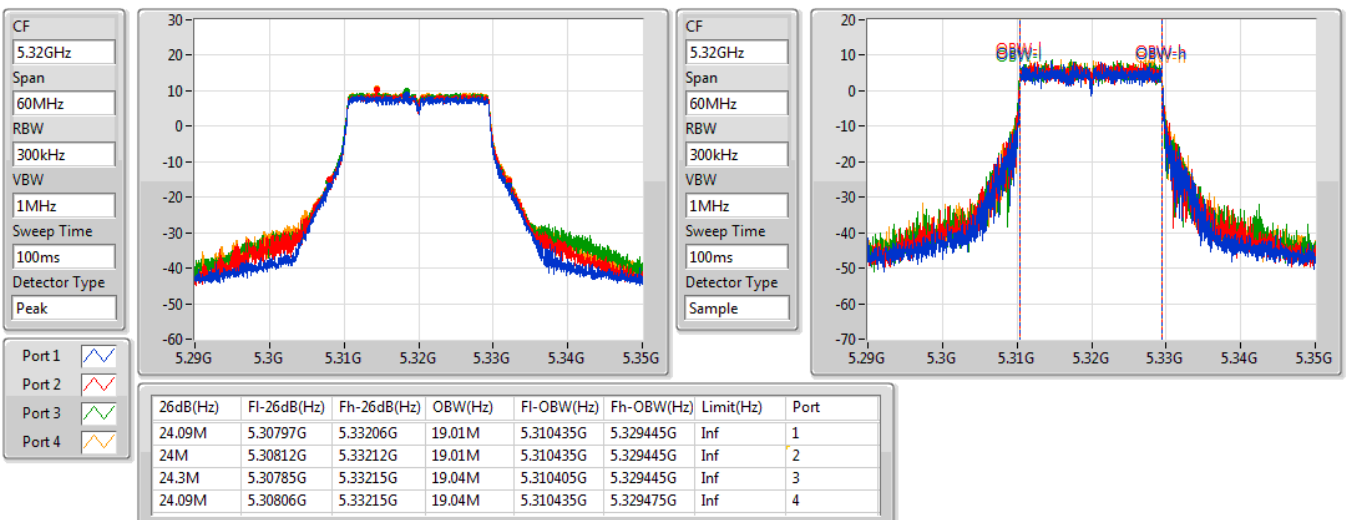 CF
5.32GHz
Span
60MHz
RBW
300kHz
VBW
1MHz
Sweep Time
100ms
Detector Type
Peak
30
20
10
0
-10
-20
-30
-40
-50
-60
5.29G 5.3G 5.31G 5.32G 5.33G 5.34G 5.35G
CF
5.32GHz
Span
60MHz
RBW
300kHz
VBW
1MHz
Sweep Time
100ms
Detector Type
Sample
20
10
0
-10
-20
-30
-40
-50
-60
-70
OBW-l OBW-h
5.29G 5.3G 5.31G 5.32G 5.33G 5.34G 5.35G
Port 1
Port 2
Port 3
Port 4
26dB(Hz) Fl-26dB(Hz) Fh-26dB(Hz) OBW(Hz) Fl-OBW(Hz) Fh-OBW(Hz) Limit(Hz) Port
24.09M 5.30797G 5.33206G 19.01M 5.310435G 5.329445G Inf 1
24M 5.30812G 5.33212G 19.01M 5.310435G 5.329445G Inf 2
24.3M 5.30785G 5.33215G 19.04M 5.310405G 5.329445G Inf 3
24.09M 5.30806G 5.33215G 19.04M 5.310435G 5.329475G Inf 4